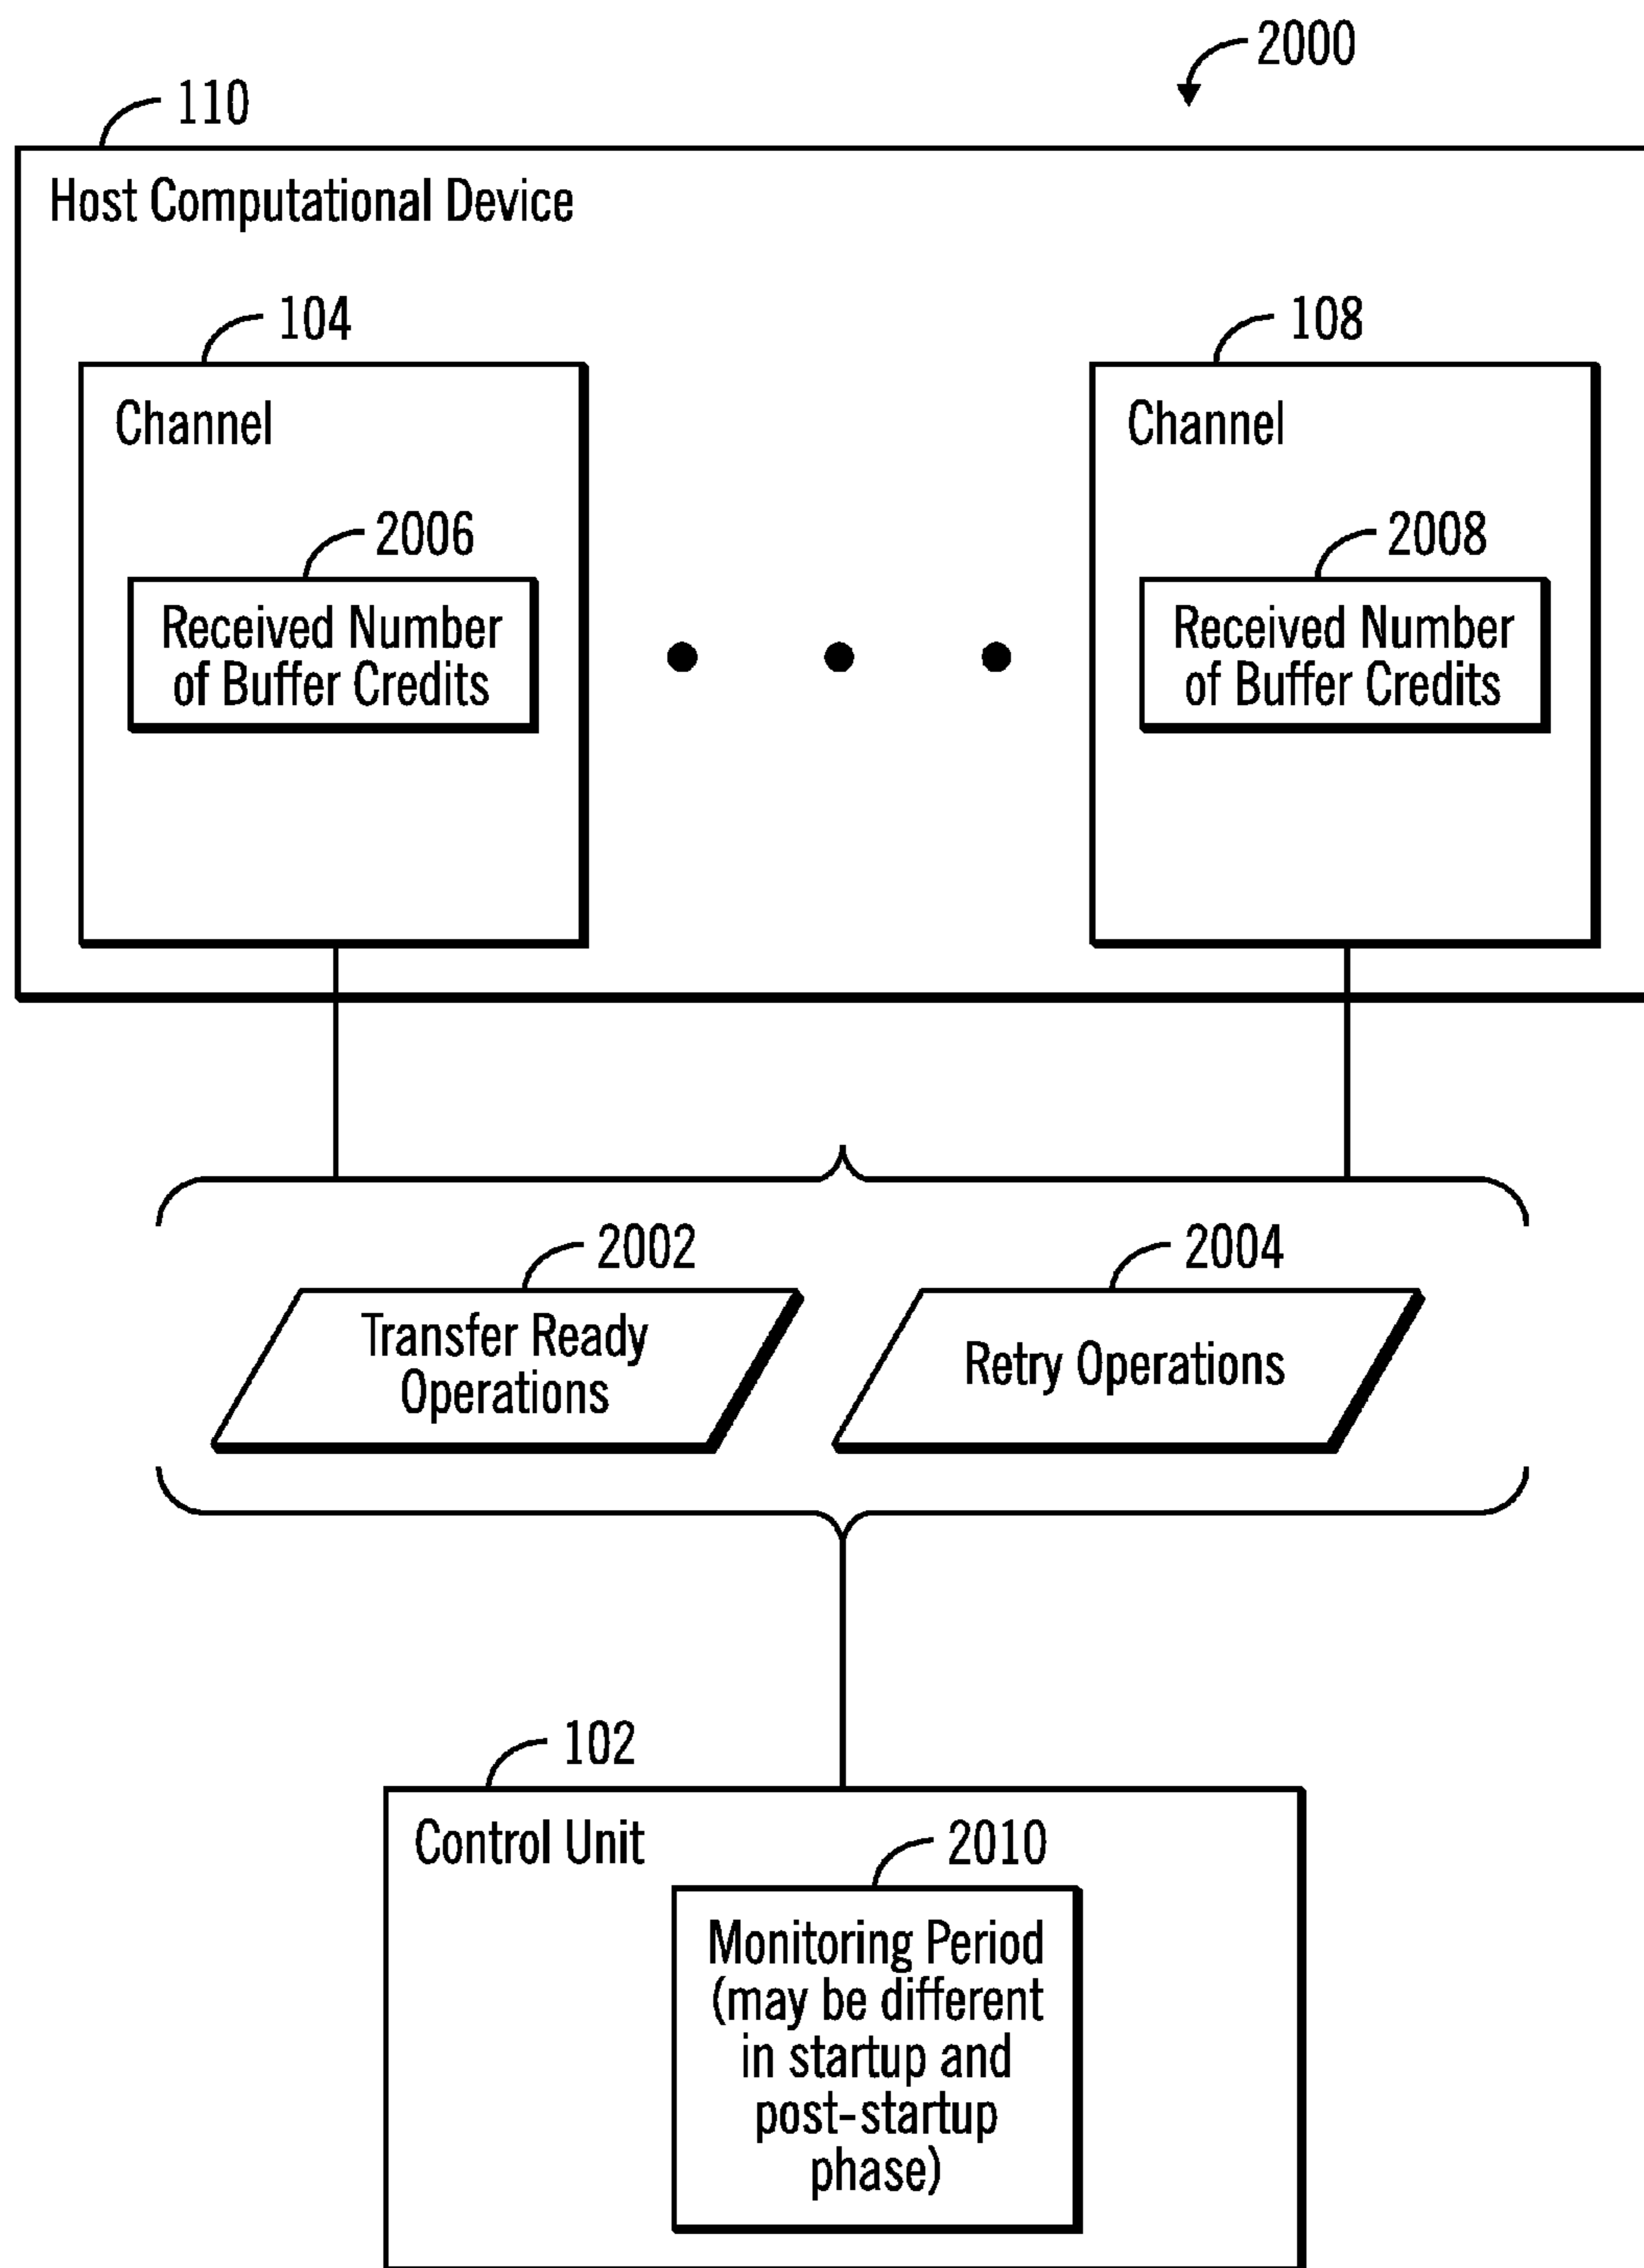 2000
110
Host Computational Device
104
108
Channel
Channel
2006
2008
Received Number
of Buffer Credits
Received Number
of Buffer Credits
2002
2004
Transfer Ready
Operations
Retry Operations
102
Control Unit
2010
Monitoring Period
(may be different
in startup and
post-startup
phase)